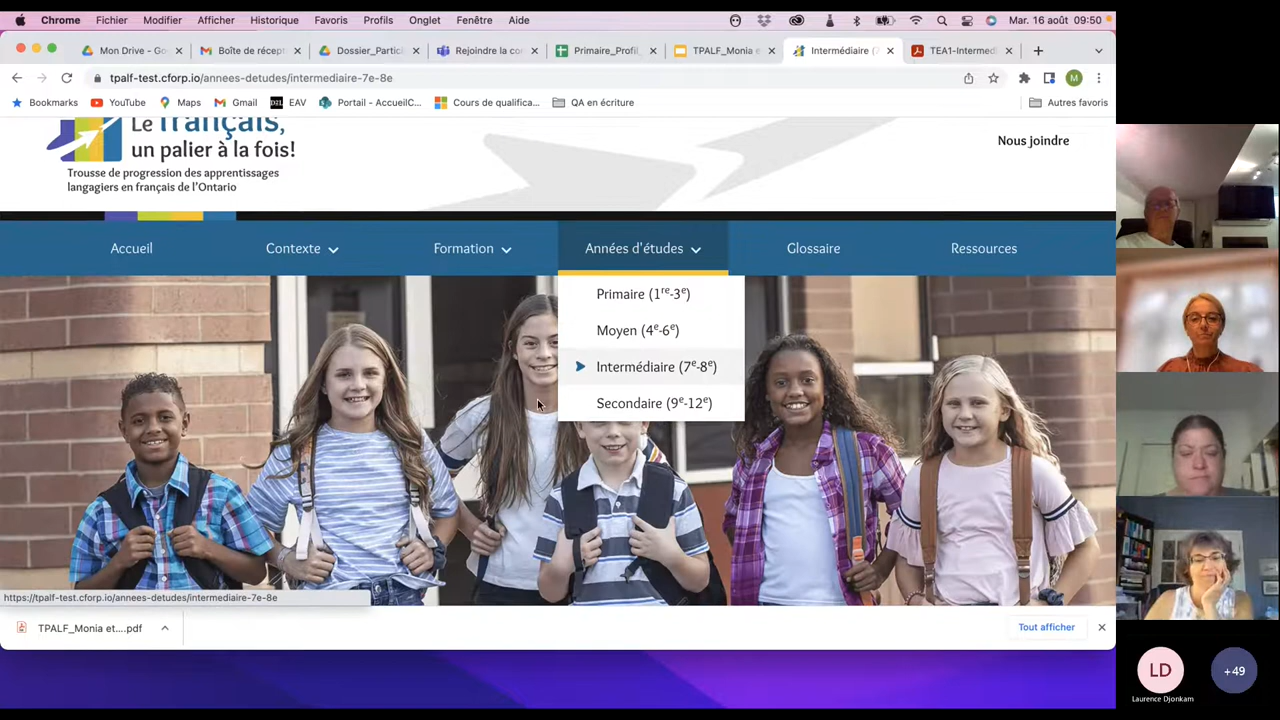 Chrome Fichier Modifier Afficher Historique Favoris Profils Onglet Fenêtre Aide Mar. 16 août 09:50
Mon Drive - Go
Boîte de récept
Dossier_Partici
Rejoindre la co
Primaire_Profil_
TPALF_Monia e
Intermédiaire (7
TEA1-Intermed
tpalf-test.cforp.io/annees-detudes/intermediaire-7e-8e
M
Bookmarks YouTube Maps Gmail EAV Portail - AccueilC... Cours de qualifica... QA en écriture Autres favoris
Le français,
un palier à la fois!
Trousse de progression des apprentissages
langagiers en français de l'Ontario
Nous joindre
Accueil Contexte Formation Années d'études Glossaire Ressources
Primaire (1re-3e)
Moyen (4e-6e)
Intermédiaire (7e-8e)
Secondaire (9e-12e)
https://tpalf-test.cforp.io/annees-detudes/intermediaire-7e-8e
TPALF_Monia et....pdf
Tout afficher
LD
+49
Laurence Djonkam